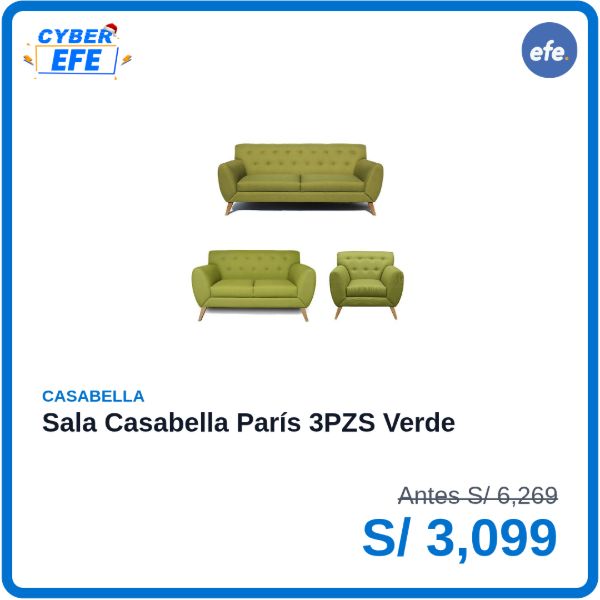 CYBER
EFE
efe.
CASABELLA
Sala Casabella París 3PZS Verde
Antes S/ 6,269
S/ 3,099